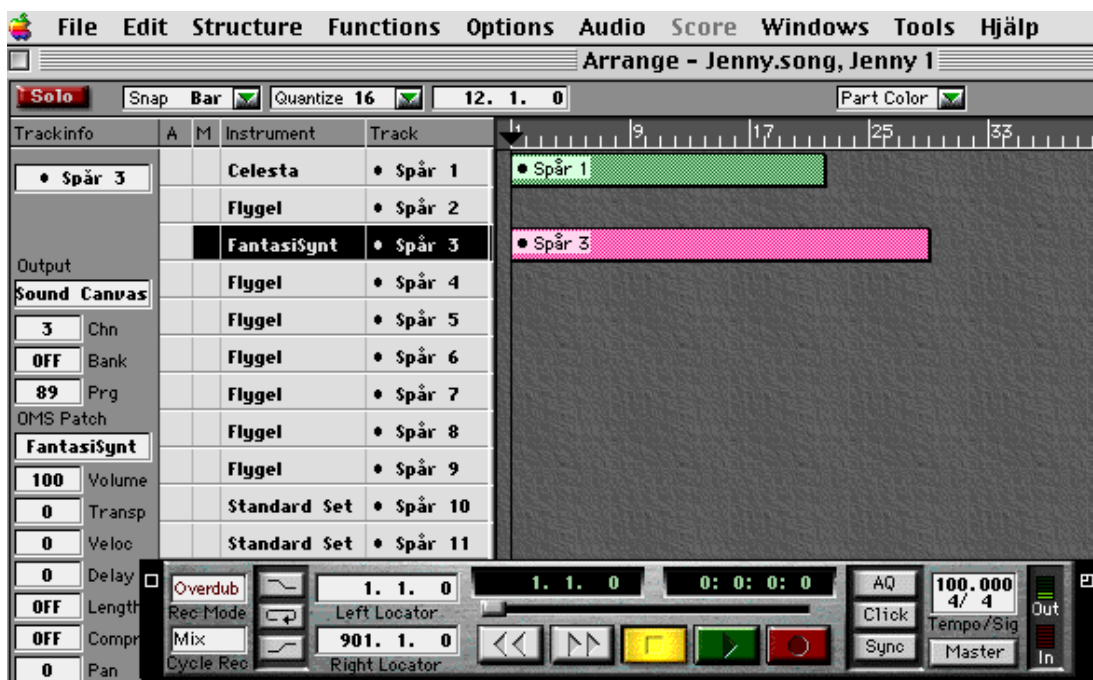 File Edit Structure Functions Options Audio Score Windows Tools Hjälp
Arrange - Jenny.song, Jenny 1
Solo Snap Bar Quantize 16 12. 1. 0 Part Color
Trackinfo A M Instrument Track 1 9 17 25 33
• Spår 3
Celesta • Spår 1 • Spår 1
Flygel • Spår 2
FantasiSynt • Spår 3 • Spår 3
Output
Sound Canvas
Flygel • Spår 4
3 Chn
Flygel • Spår 5
OFF Bank
Flygel • Spår 6
89 Prg
Flygel • Spår 7
OMS Patch
Flygel • Spår 8
FantasiSynt
Flygel • Spår 9
100 Volume
Standard Set • Spår 10
0 Transp
Standard Set • Spår 11
0 Veloc
0 Delay
OFF Length
OFF Compr
0 Pan
Overdub
Rec Mode
Mix
Cycle Rec
1. 1. 0
Left Locator
901. 1. 0
Right Locator
1. 1. 0 0: 0: 0: 0
AQ
Click
Sync
100.000
4/ 4
Tempo/Sig
Master
Out
In